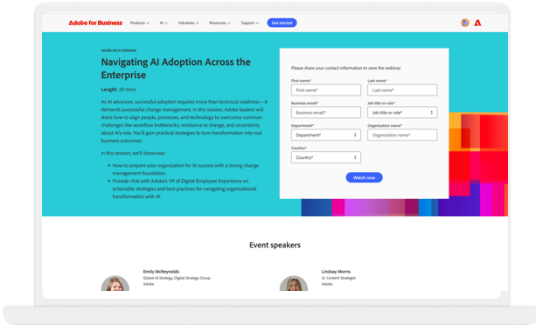 Adobe for Business Products AI Industries Resources Support Get started
ADOBE ON AI WEBINAR
Navigating AI Adoption Across the
Enterprise
Length: 59 mins
As AI advances, successful adoption requires more than technical readiness—it
demands purposeful change management. In this session, Adobe leaders will
share how to align people, processes, and technology to overcome common
challenges like workflow bottlenecks, resistance to change, and uncertainty
about AI's role. You'll gain practical strategies to turn transformation into real
business outcomes.
In this session, we'll showcase:
How to prepare your organization for AI success with a strong change
management foundation.
Fireside chat with Adobe's VP of Digital Employee Experience on
actionable strategies and best practices for navigating organizational
transformation with AI.
Please share your contact information to view the webinar.
First name* Last name*
First name* Last name*
Business email* Job title or role*
Business email* Job title or role*
Department* Organization name*
Department* Organization name*
Country*
Country*
Watch now
Event speakers
Emily McReynolds
Global AI Strategy, Digital Strategy Group
Adobe
Lindsay Morris
Sr. Content Strategist
Adobe